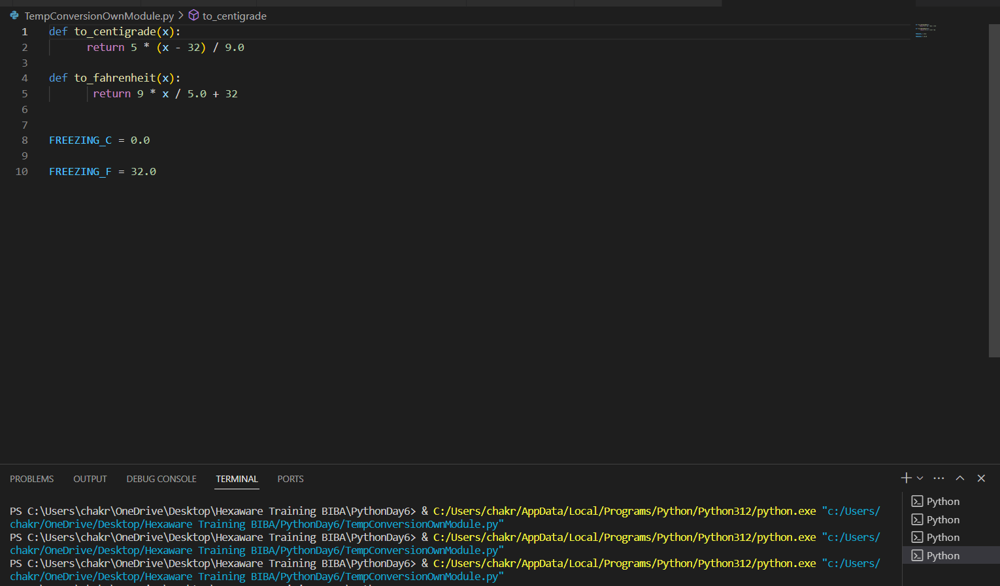 TempConversionOwnModule.py > to_centigrade
1 def to_centigrade(x):
2 return 5 * (x - 32) / 9.0
3
4 def to_fahrenheit(x):
5 return 9 * x / 5.0 + 32
6
7
8 FREEZING_C = 0.0
9
10 FREEZING_F = 32.0
PROBLEMS OUTPUT DEBUG CONSOLE TERMINAL PORTS
PS C:\Users\chakr\OneDrive\Desktop\Hexaware Training BIBA\PythonDay6> & C:/Users/chakr/AppData/Local/Programs/Python/Python312/python.exe "c:/Users/
chakr/OneDrive/Desktop/Hexaware Training BIBA/PythonDay6/TempConversionOwnModule.py"
PS C:\Users\chakr\OneDrive\Desktop\Hexaware Training BIBA\PythonDay6> & C:/Users/chakr/AppData/Local/Programs/Python/Python312/python.exe "c:/Users/
chakr/OneDrive/Desktop/Hexaware Training BIBA/PythonDay6/TempConversionOwnModule.py"
PS C:\Users\chakr\OneDrive\Desktop\Hexaware Training BIBA\PythonDay6> & C:/Users/chakr/AppData/Local/Programs/Python/Python312/python.exe "c:/Users/
chakr/OneDrive/Desktop/Hexaware Training BIBA/PythonDay6/TempConversionOwnModule.py"
Python
Python
Python
Python